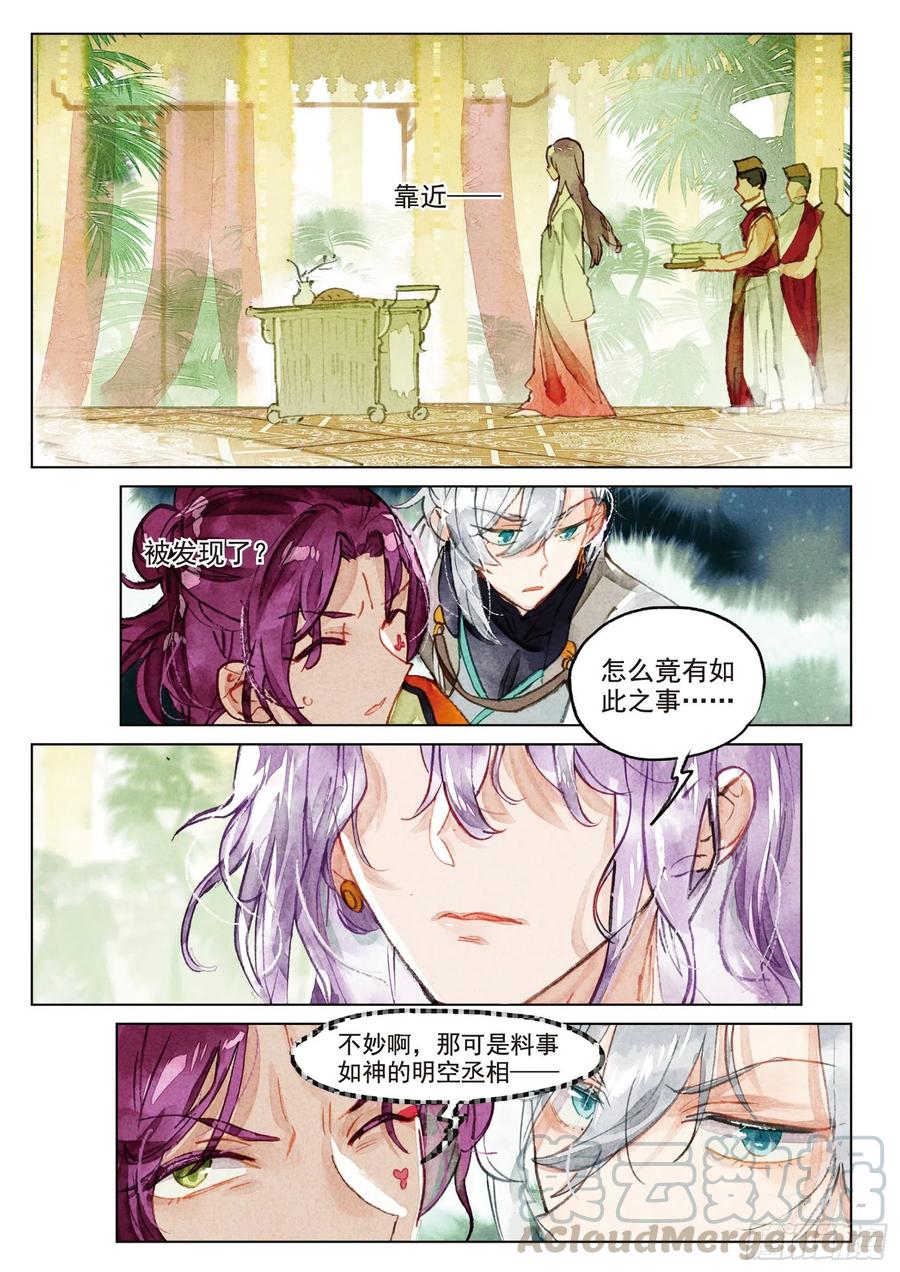 靠近——
被发现了？
怎么竟有如
此之事……
不妙啊，那可是料事
如神的明空丞相——
集云数据
AcloudMerge.com